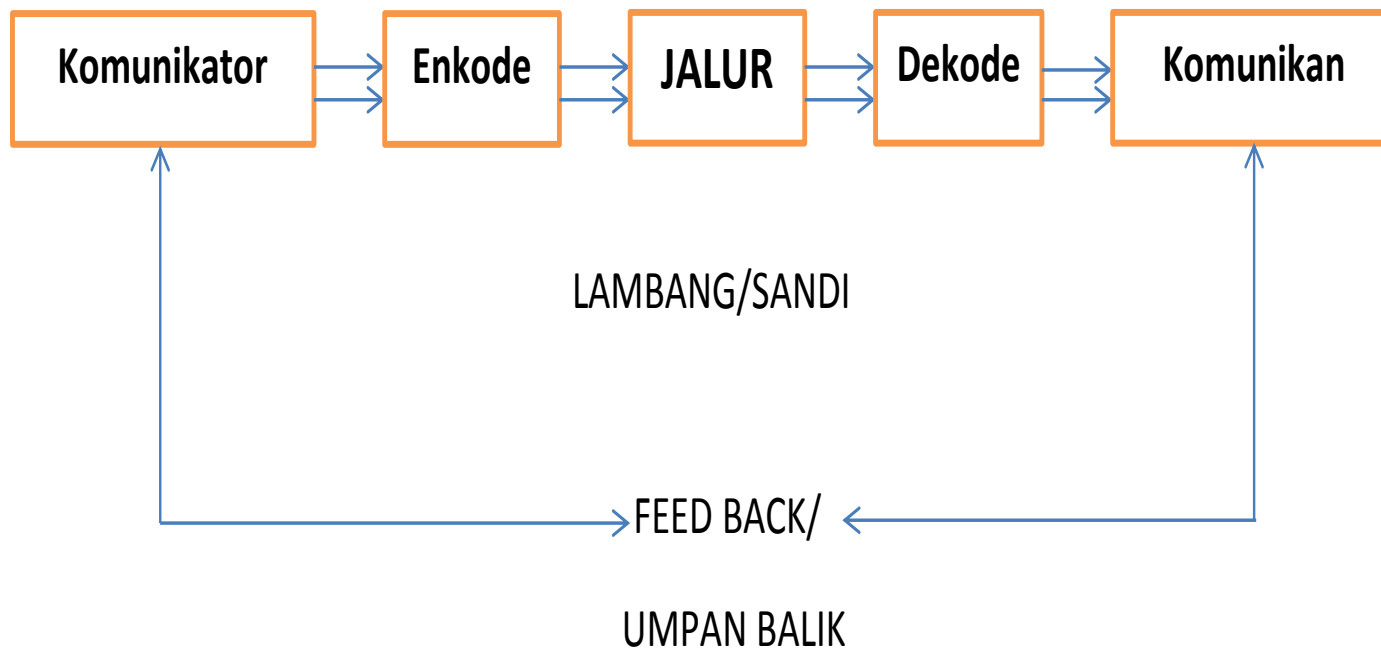 Komunikator
Enkode
JALUR
Dekode
Komunikan
LAMBANG/SANDI
FEED BACK/
UMPAN BALIK